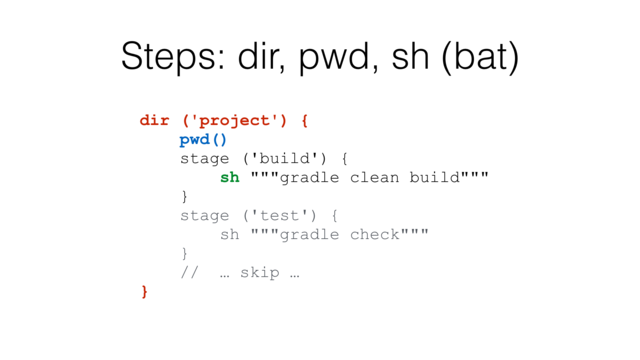 Steps: dir, pwd, sh (bat)
dir ('project') {
    pwd()
    stage ('build') {
        sh """gradle clean build"""
    }
    stage ('test') {
        sh """gradle check"""
    }
    //  … skip …
}